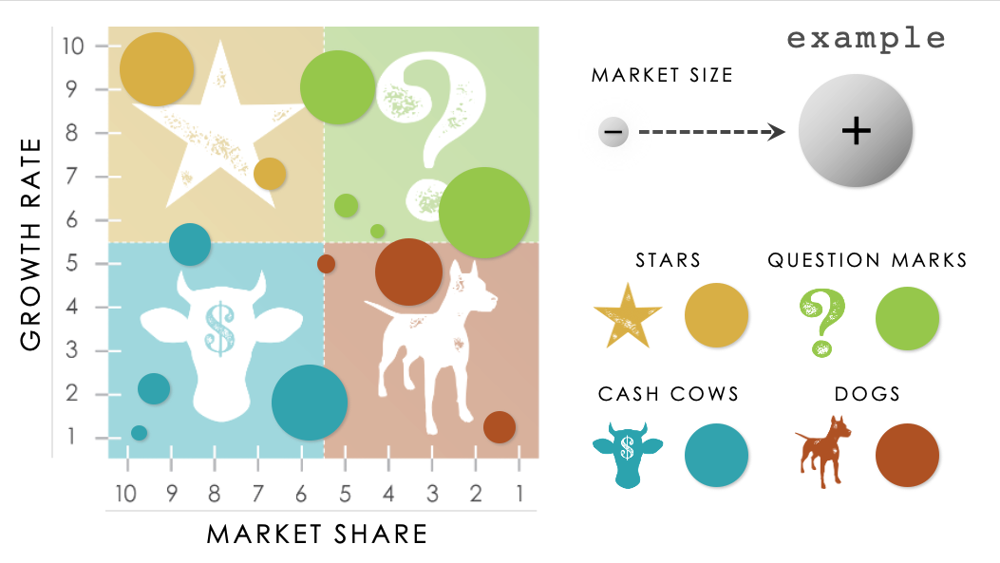 example
MARKET SIZE
−
+
GROWTH RATE
10
9
8
7
6
5
4
3
2
1
$
10 9 8 7 6 5 4 3 2 1
MARKET SHARE
?
STARS
QUESTION MARKS
?
CASH COWS
DOGS
$